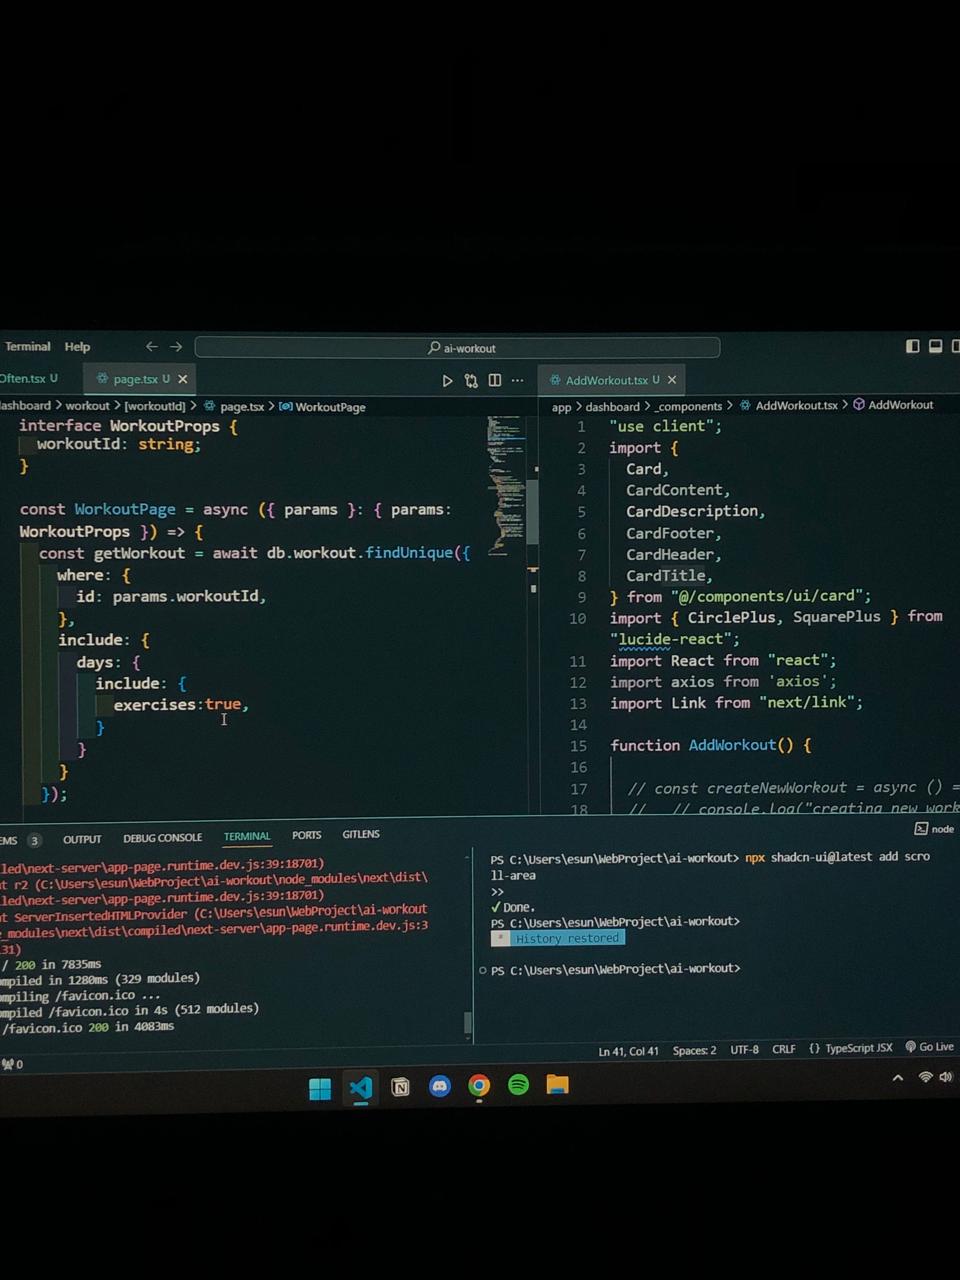 Terminal Help
ai-workout
Often.tsx U
page.tsx U
AddWorkout.tsx U
dashboard > workout > [workoutId] > page.tsx > WorkoutPage
interface WorkoutProps {
workoutId: string;
}
const WorkoutPage = async ({ params }: { params:
WorkoutProps }) => {
const getWorkout = await db.workout.findUnique({
where: {
id: params.workoutId,
},
include: {
days: {
include: {
exercises:true,
}
}
}
});
app > dashboard > _components > AddWorkout.tsx > AddWorkout
1 "use client";
2 import {
3 Card,
4 CardContent,
5 CardDescription,
6 CardFooter,
7 CardHeader,
8 CardTitle,
9 } from "@/components/ui/card";
10 import { CirclePlus, SquarePlus } from
"lucide-react";
11 import React from "react";
12 import axios from 'axios';
13 import Link from "next/link";
14
15 function AddWorkout() {
16
17 // const createNewWorkout = async () =
18 // // console.log("creating new work
EMS 3 OUTPUT DEBUG CONSOLE TERMINAL PORTS GITLENS
node
led\next-server\app-page.runtime.dev.js:39:18701)
t r2 (C:\Users\esun\WebProject\ai-workout\node_modules\next\dist\
led\next-server\app-page.runtime.dev.js:39:18701)
t ServerInsertedHTMLProvider (C:\Users\esun\WebProject\ai-workout
e_modules\next\dist\compiled\next-server\app-page.runtime.dev.js:3
31)
/ 200 in 7835ms
mpiled in 1280ms (329 modules)
mpiling /favicon.ico ...
mpiled /favicon.ico in 4s (512 modules)
/favicon.ico 200 in 4083ms
PS C:\Users\esun\WebProject\ai-workout> npx shadcn-ui@latest add scro
ll-area
>>
✓ Done.
PS C:\Users\esun\WebProject\ai-workout>
* History restored
PS C:\Users\esun\WebProject\ai-workout>
0
Ln 41, Col 41 Spaces: 2 UTF-8 CRLF {} TypeScript JSX Go Live